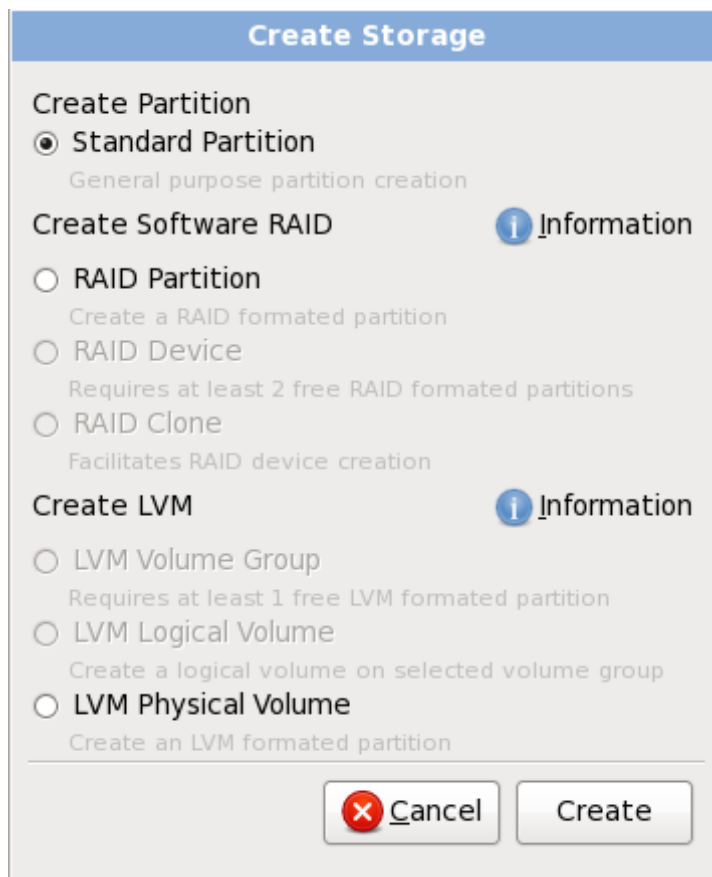 Create Storage
Create Partition
Standard Partition
General purpose partition creation
Create Software RAID Information
RAID Partition
Create a RAID formated partition
RAID Device
Requires at least 2 free RAID formated partitions
RAID Clone
Facilitates RAID device creation
Create LVM Information
LVM Volume Group
Requires at least 1 free LVM formated partition
LVM Logical Volume
Create a logical volume on selected volume group
LVM Physical Volume
Create an LVM formated partition
Cancel Create